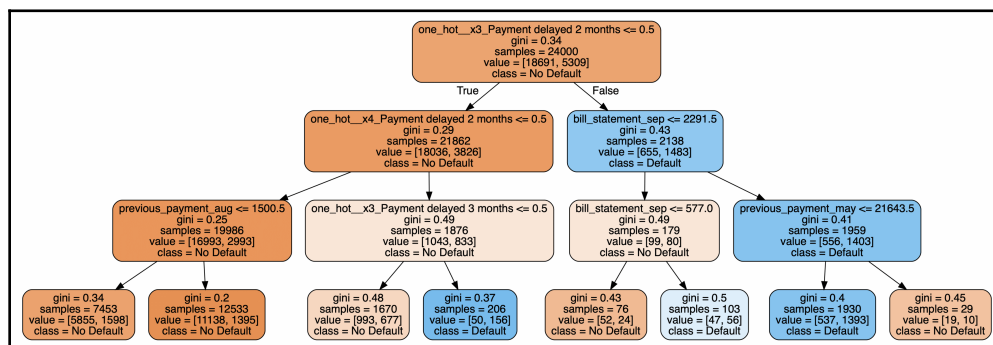 one_hot__x3_Payment delayed 2 months <= 0.5
gini = 0.34
samples = 24000
value = [18691, 5309]
class = No Default
True
False
one_hot__x4_Payment delayed 2 months <= 0.5
gini = 0.29
samples = 21862
value = [18036, 3826]
class = No Default
bill_statement_sep <= 2291.5
gini = 0.43
samples = 2138
value = [655, 1483]
class = Default
previous_payment_aug <= 1500.5
gini = 0.25
samples = 19986
value = [16993, 2993]
class = No Default
one_hot__x3_Payment delayed 3 months <= 0.5
gini = 0.49
samples = 1876
value = [1043, 833]
class = No Default
bill_statement_sep <= 577.0
gini = 0.49
samples = 179
value = [99, 80]
class = No Default
previous_payment_may <= 21643.5
gini = 0.41
samples = 1959
value = [556, 1403]
class = Default
gini = 0.34
samples = 7453
value = [5855, 1598]
class = No Default
gini = 0.2
samples = 12533
value = [11138, 1395]
class = No Default
gini = 0.48
samples = 1670
value = [993, 677]
class = No Default
gini = 0.37
samples = 206
value = [50, 156]
class = Default
gini = 0.43
samples = 76
value = [52, 24]
class = No Default
gini = 0.5
samples = 103
value = [47, 56]
class = Default
gini = 0.4
samples = 1930
value = [537, 1393]
class = Default
gini = 0.45
samples = 29
value = [19, 10]
class = No Default